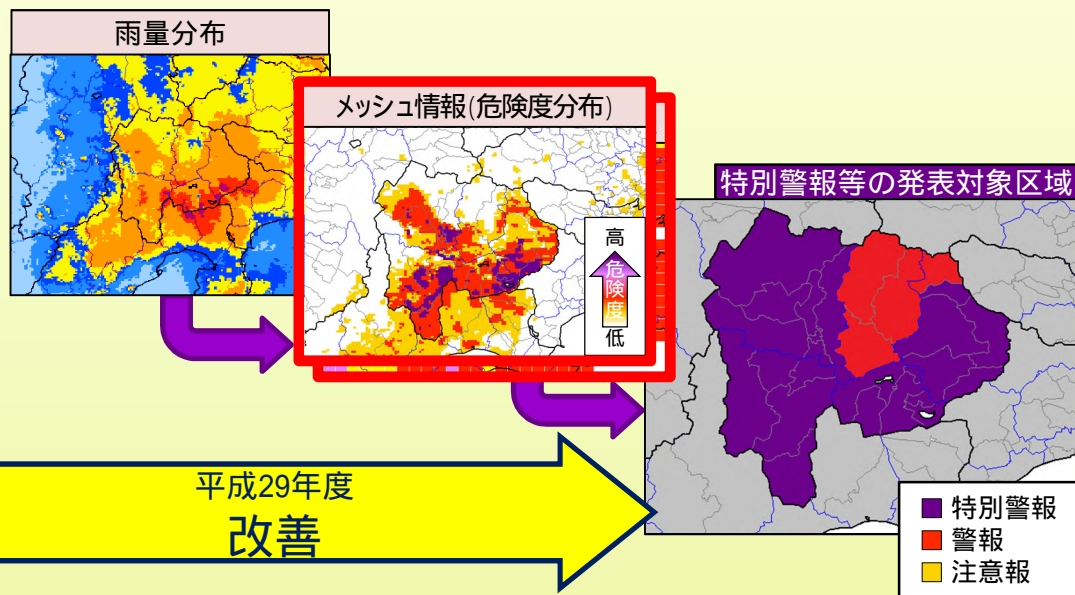 雨量分布
メッシュ情報(危険度分布)
高
危険度
低
特別警報等の発表対象区域
平成29年度
改善
特別警報
警報
注意報